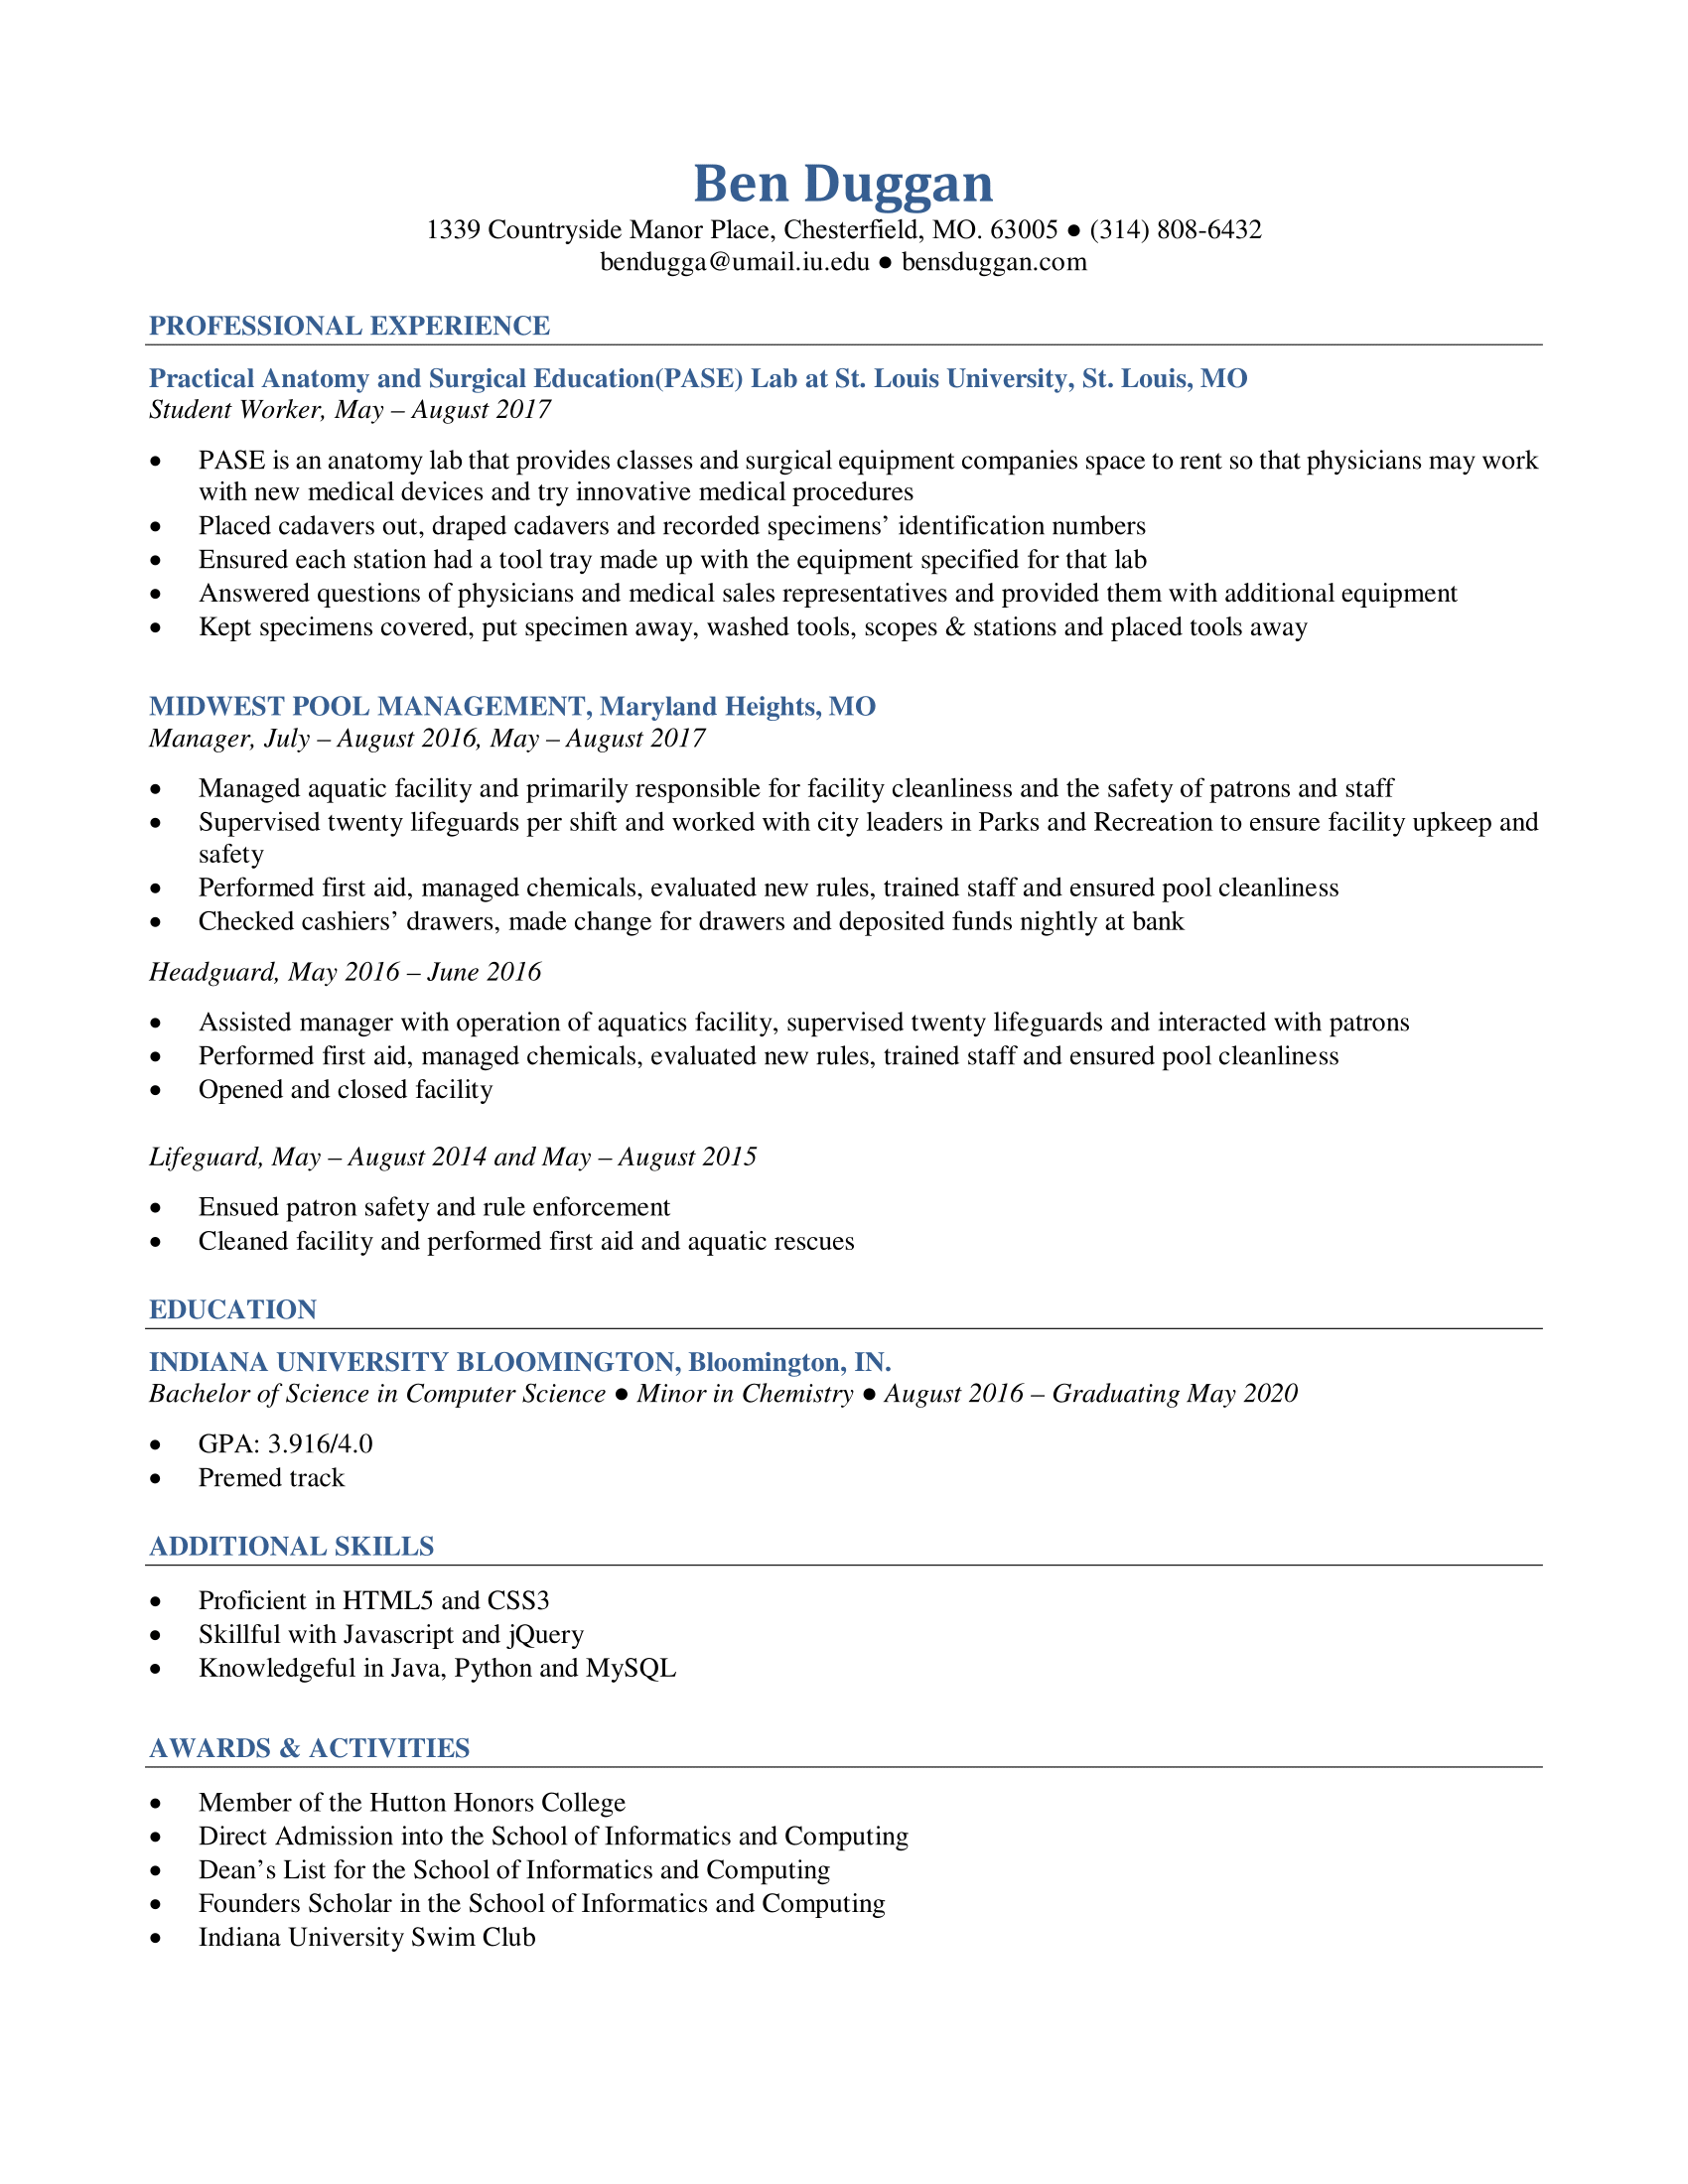 Ben Duggan
1339 Countryside Manor Place, Chesterfield, MO. 63005 ● (314) 808-6432
bendugga@umail.iu.edu ● bensduggan.com
PROFESSIONAL EXPERIENCE
Practical Anatomy and Surgical Education(PASE) Lab at St. Louis University, St. Louis, MO
Student Worker, May – August 2017
• PASE is an anatomy lab that provides classes and surgical equipment companies space to rent so that physicians may work
with new medical devices and try innovative medical procedures
• Placed cadavers out, draped cadavers and recorded specimens’ identification numbers
• Ensured each station had a tool tray made up with the equipment specified for that lab
• Answered questions of physicians and medical sales representatives and provided them with additional equipment
• Kept specimens covered, put specimen away, washed tools, scopes & stations and placed tools away
MIDWEST POOL MANAGEMENT, Maryland Heights, MO
Manager, July – August 2016, May – August 2017
• Managed aquatic facility and primarily responsible for facility cleanliness and the safety of patrons and staff
• Supervised twenty lifeguards per shift and worked with city leaders in Parks and Recreation to ensure facility upkeep and
safety
• Performed first aid, managed chemicals, evaluated new rules, trained staff and ensured pool cleanliness
• Checked cashiers’ drawers, made change for drawers and deposited funds nightly at bank
Headguard, May 2016 – June 2016
• Assisted manager with operation of aquatics facility, supervised twenty lifeguards and interacted with patrons
• Performed first aid, managed chemicals, evaluated new rules, trained staff and ensured pool cleanliness
• Opened and closed facility
Lifeguard, May – August 2014 and May – August 2015
• Ensued patron safety and rule enforcement
• Cleaned facility and performed first aid and aquatic rescues
EDUCATION
INDIANA UNIVERSITY BLOOMINGTON, Bloomington, IN.
Bachelor of Science in Computer Science ● Minor in Chemistry ● August 2016 – Graduating May 2020
• GPA: 3.916/4.0
• Premed track
ADDITIONAL SKILLS
• Proficient in HTML5 and CSS3
• Skillful with Javascript and jQuery
• Knowledgeful in Java, Python and MySQL
AWARDS & ACTIVITIES
• Member of the Hutton Honors College
• Direct Admission into the School of Informatics and Computing
• Dean’s List for the School of Informatics and Computing
• Founders Scholar in the School of Informatics and Computing
• Indiana University Swim Club